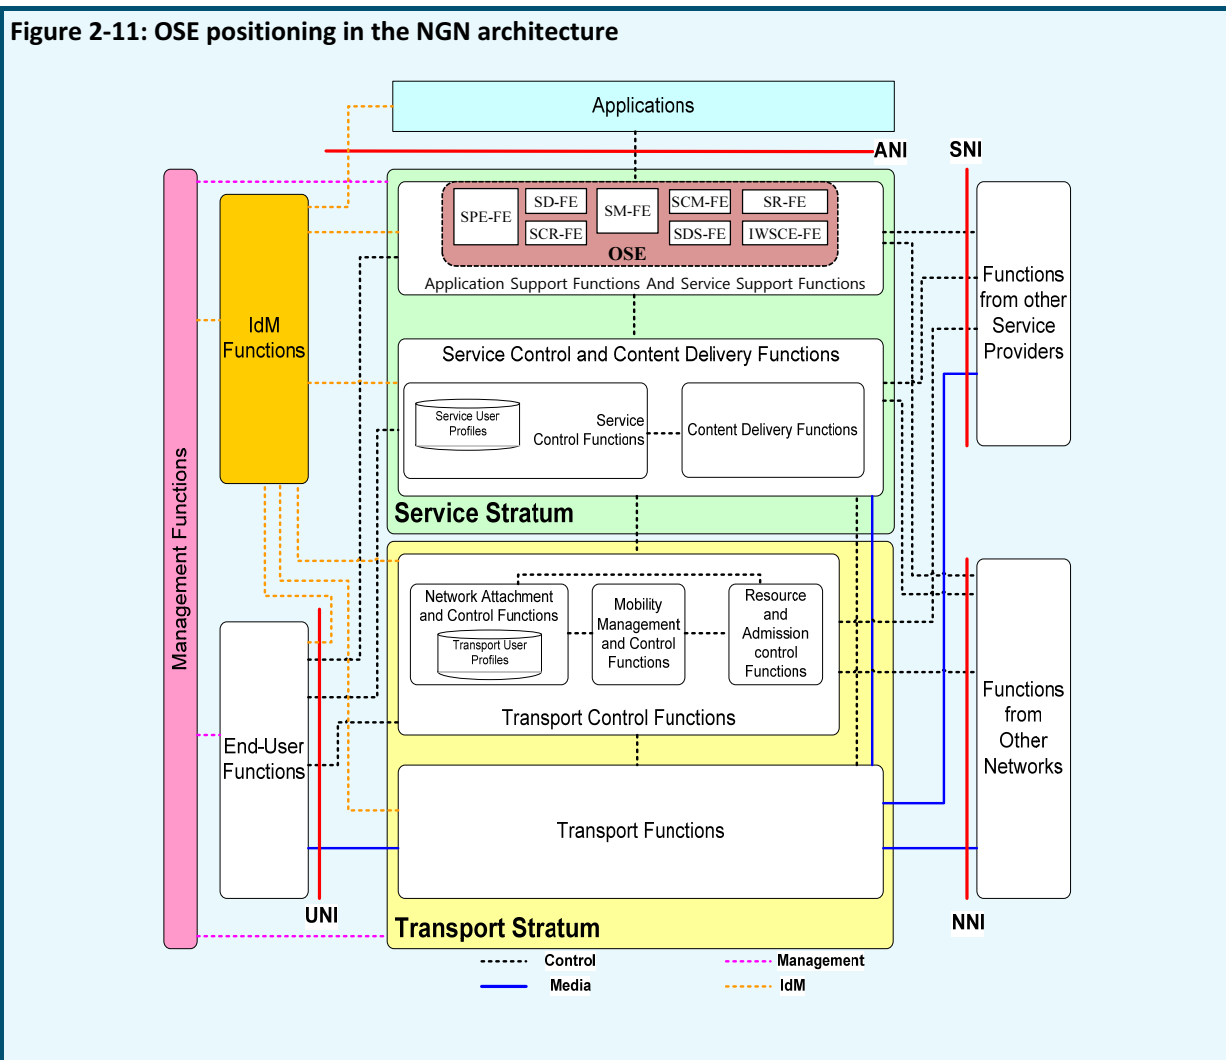 Figure 2-11: OSE positioning in the NGN architecture
Applications
ANI
SNI
SPE-FE
SD-FE
SCR-FE
SM-FE
SCM-FE
SDS-FE
SR-FE
IWSCE-FE
OSE
Application Support Functions And Service Support Functions
Functions
from other
Service
Providers
IdM
Functions
Service Control and Content Delivery Functions
Service User
Profiles
Service
Control Functions
Content Delivery Functions
Service Stratum
Management Functions
Network Attachment
and Control Functions
Transport User
Profiles
Mobility
Management
and Control
Functions
Resource
and
Admission
control
Functions
Transport Control Functions
End-User
Functions
Functions
from
Other
Networks
Transport Functions
UNI
NNI
Transport Stratum
Control
Management
Media
IdM